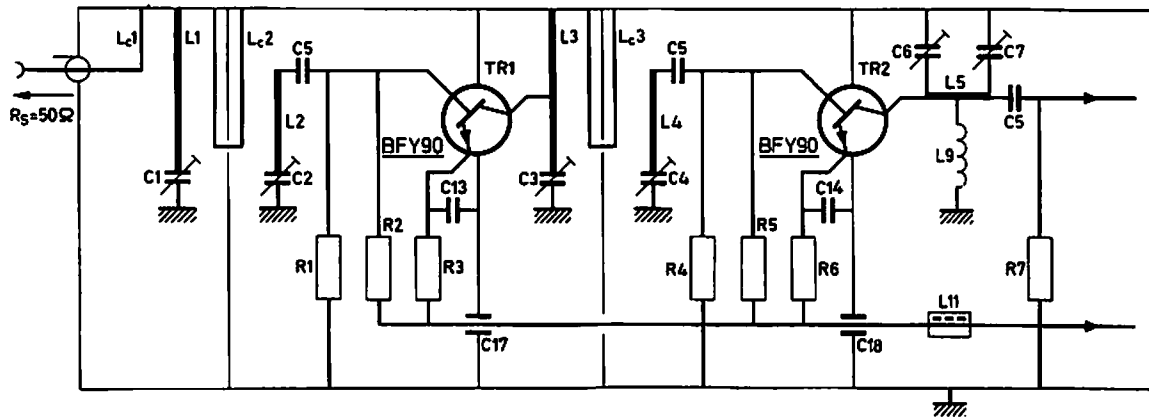 Lc1
L1
Lc2
C5
L3
Lc3
C5
C6
C7
TR1
TR2
L5
RS=50Ω
L2
L4
C5
BFY90
BFY90
L9
C1
C2
C13
C3
C4
C14
R1
R2
R3
R4
R5
R6
R7
L11
C17
C18